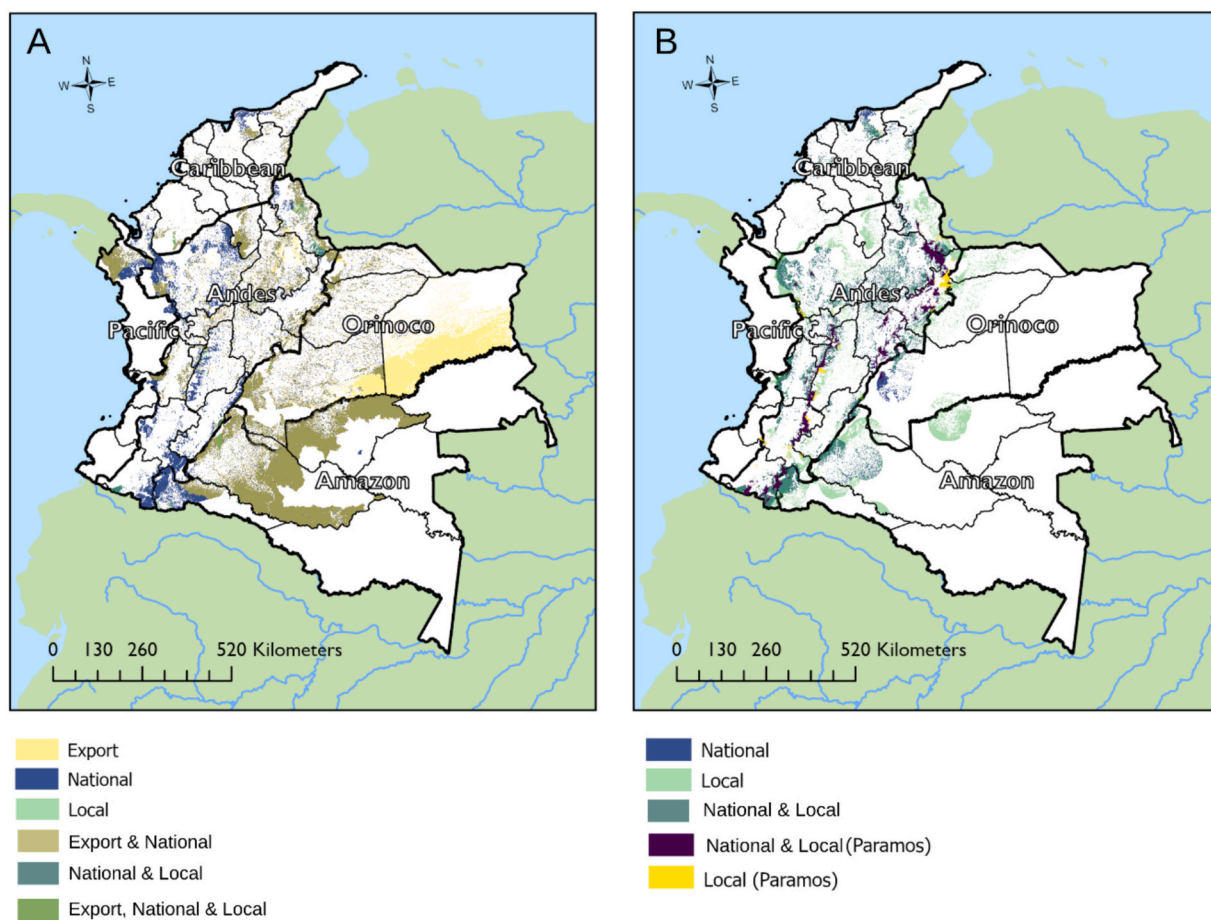 A
N
W E
S
Caribbean
Andes
Pacific
Orinoco
Amazon
0 130 260 520 Kilometers
Export
National
Local
Export & National
National & Local
Export, National & Local
B
N
W E
S
Caribbean
Andes
Pacific
Orinoco
Amazon
0 130 260 520 Kilometers
National
Local
National & Local
National & Local (Paramos)
Local (Paramos)